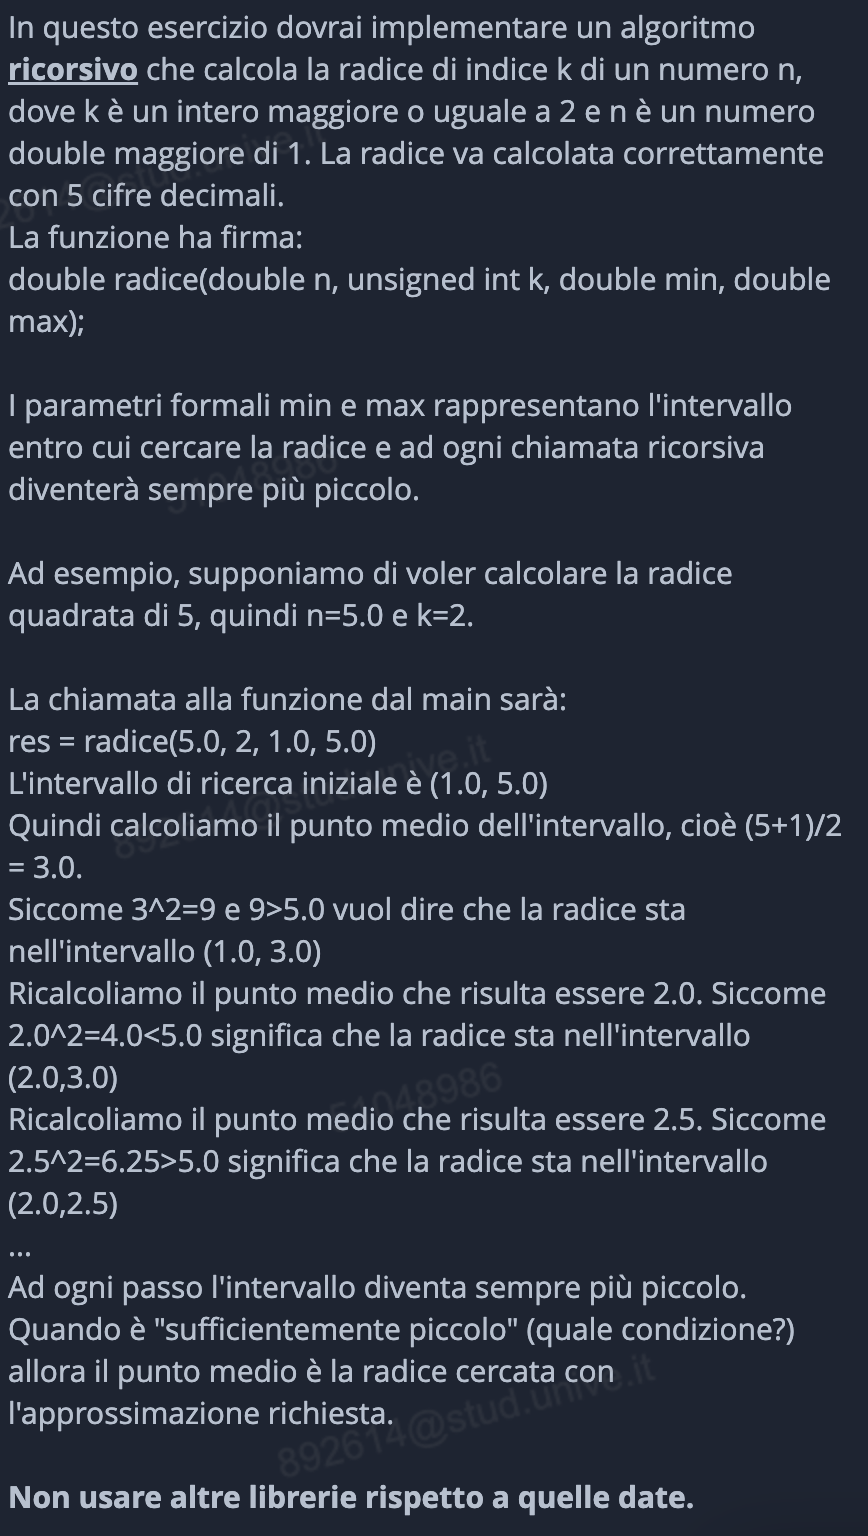 In questo esercizio dovrai implementare un algoritmo
ricorsivo che calcola la radice di indice k di un numero n,
dove k è un intero maggiore o uguale a 2 e n è un numero
double maggiore di 1. La radice va calcolata correttamente
con 5 cifre decimali.
La funzione ha firma:
double radice(double n, unsigned int k, double min, double
max);
I parametri formali min e max rappresentano l'intervallo
entro cui cercare la radice e ad ogni chiamata ricorsiva
diventerà sempre più piccolo.
Ad esempio, supponiamo di voler calcolare la radice
quadrata di 5, quindi n=5.0 e k=2.
La chiamata alla funzione dal main sarà:
res = radice(5.0, 2, 1.0, 5.0)
L'intervallo di ricerca iniziale è (1.0, 5.0)
Quindi calcoliamo il punto medio dell'intervallo, cioè (5+1)/2
= 3.0.
Siccome 3^2=9 e 9>5.0 vuol dire che la radice sta
nell'intervallo (1.0, 3.0)
Ricalcoliamo il punto medio che risulta essere 2.0. Siccome
2.0^2=4.0<5.0 significa che la radice sta nell'intervallo
(2.0,3.0)
Ricalcoliamo il punto medio che risulta essere 2.5. Siccome
2.5^2=6.25>5.0 significa che la radice sta nell'intervallo
(2.0,2.5)
...
Ad ogni passo l'intervallo diventa sempre più piccolo.
Quando è "sufficientemente piccolo" (quale condizione?)
allora il punto medio è la radice cercata con
l'approssimazione richiesta.
892614@stud.unive.it
Non usare altre librerie rispetto a quelle date.